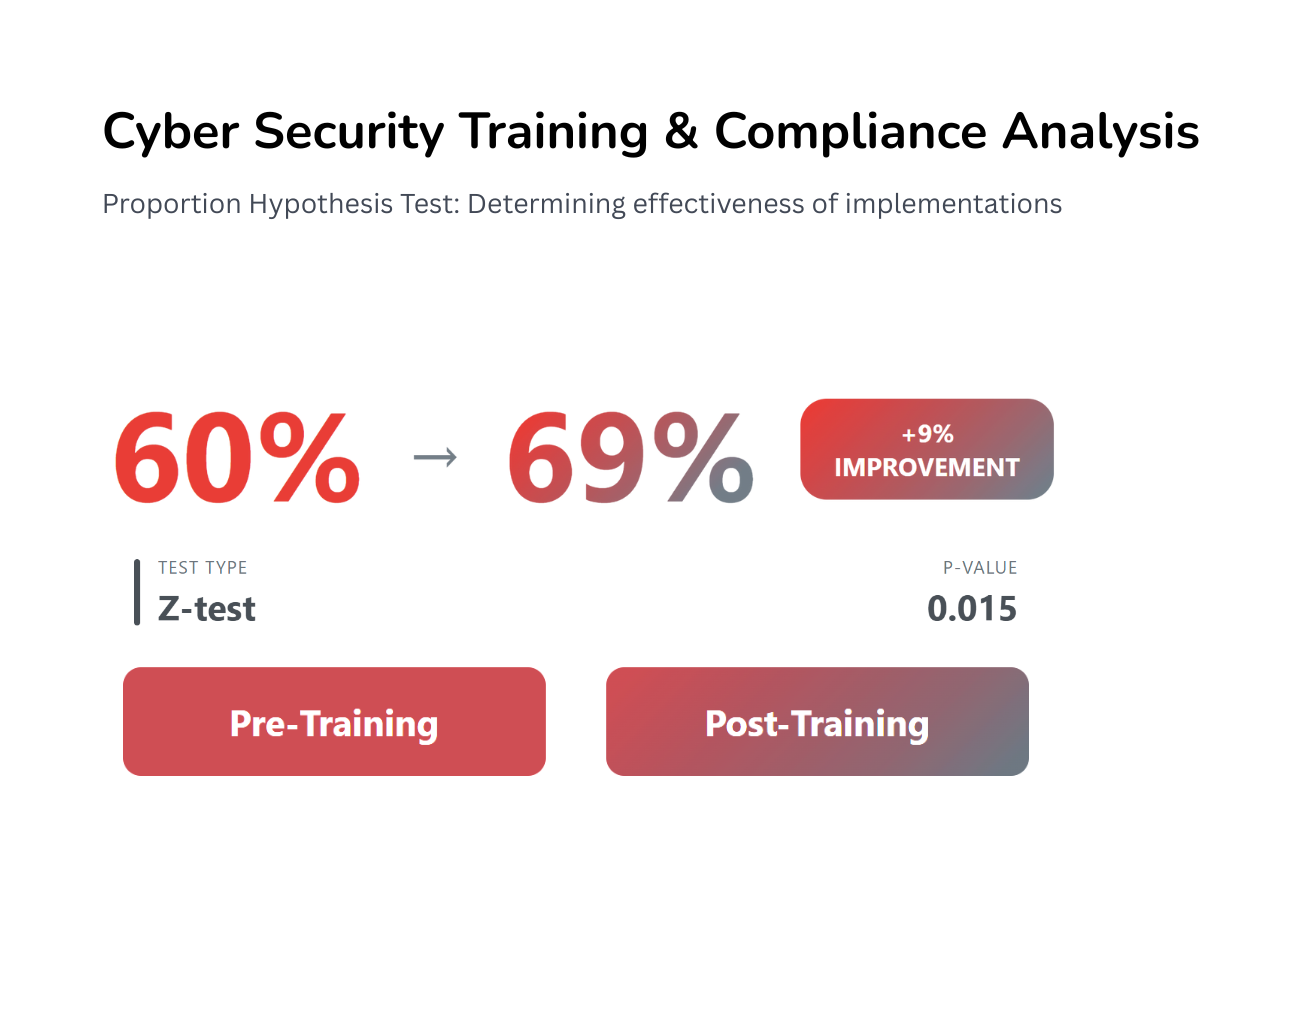 Cyber Security Training & Compliance Analysis
Proportion Hypothesis Test: Determining effectiveness of implementations
60% → 69%
+9%
IMPROVEMENT
TEST TYPE
Z-test
P-VALUE
0.015
Pre-Training
Post-Training